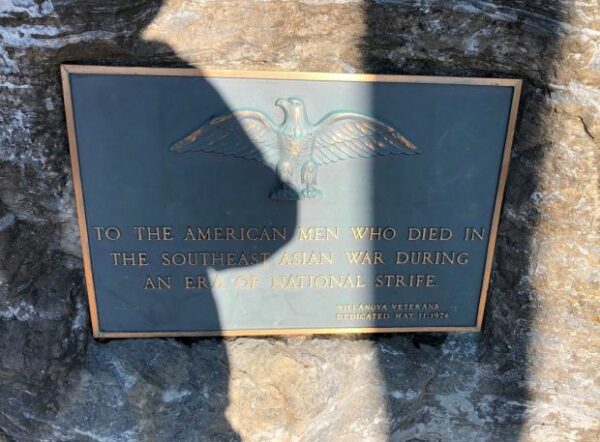 TO THE AMERICAN MEN WHO DIED IN
THE SOUTHEAST ASIAN WAR DURING
AN ERA OF NATIONAL STRIFE.
VILLANOVA VETERANS
DEDICATED MAY 11, 1974